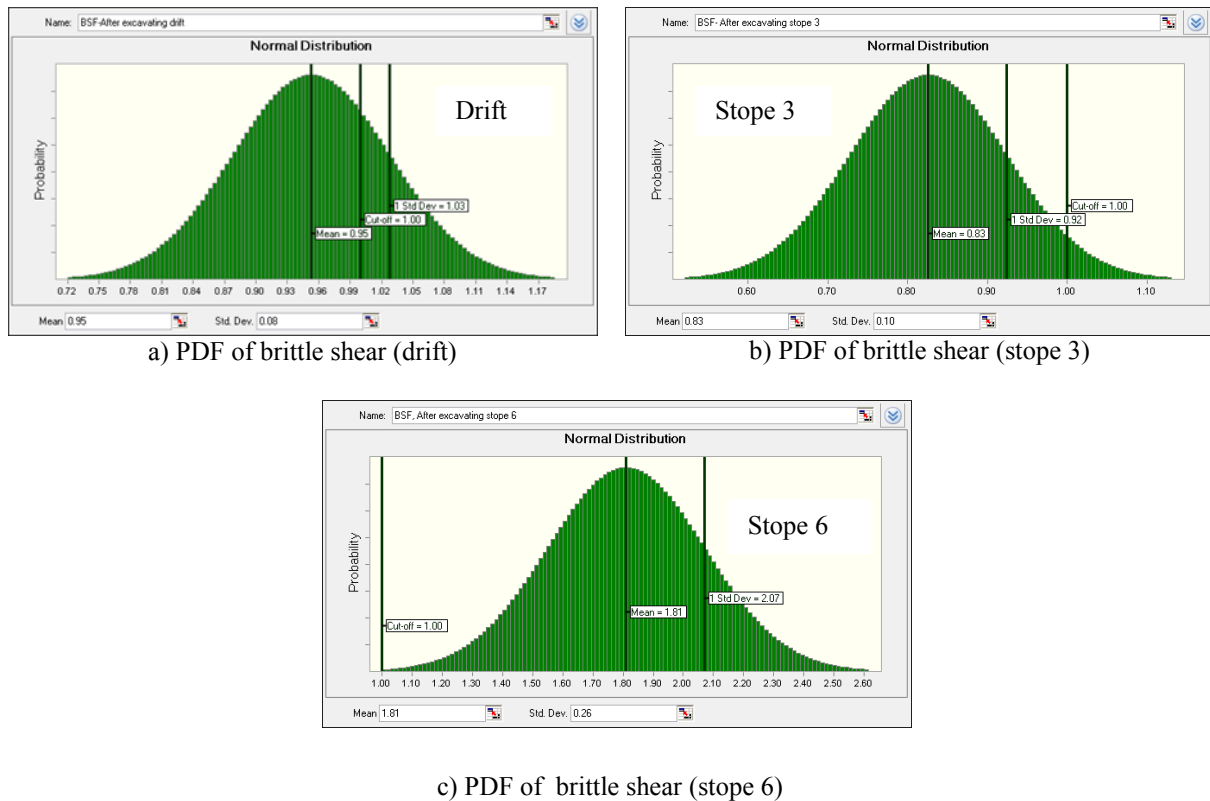 Name: BSF-After excavating drift
Normal Distribution
Drift
Probability
1 Std Dev = 1.03
Cut-off = 1.00
Mean = 0.95
0.72 0.75 0.78 0.81 0.84 0.87 0.90 0.93 0.96 0.99 1.02 1.05 1.08 1.11 1.14 1.17
Mean 0.95 Std. Dev. 0.08
a) PDF of brittle shear (drift)
Name: BSF- After excavating stope 3
Normal Distribution
Stope 3
Probability
Cut-off = 1.00
1 Std Dev = 0.92
Mean = 0.83
0.60 0.70 0.80 0.90 1.00 1.10
Mean 0.83 Std. Dev. 0.10
b) PDF of brittle shear (stope 3)
Name: BSF, After excavating stope 6
Normal Distribution
Stope 6
Probability
1 Std Dev = 2.07
Mean = 1.81
Cut-off = 1.00
1.00 1.10 1.20 1.30 1.40 1.50 1.60 1.70 1.80 1.90 2.00 2.10 2.20 2.30 2.40 2.50 2.60
Mean 1.81 Std. Dev. 0.26
c) PDF of brittle shear (stope 6)